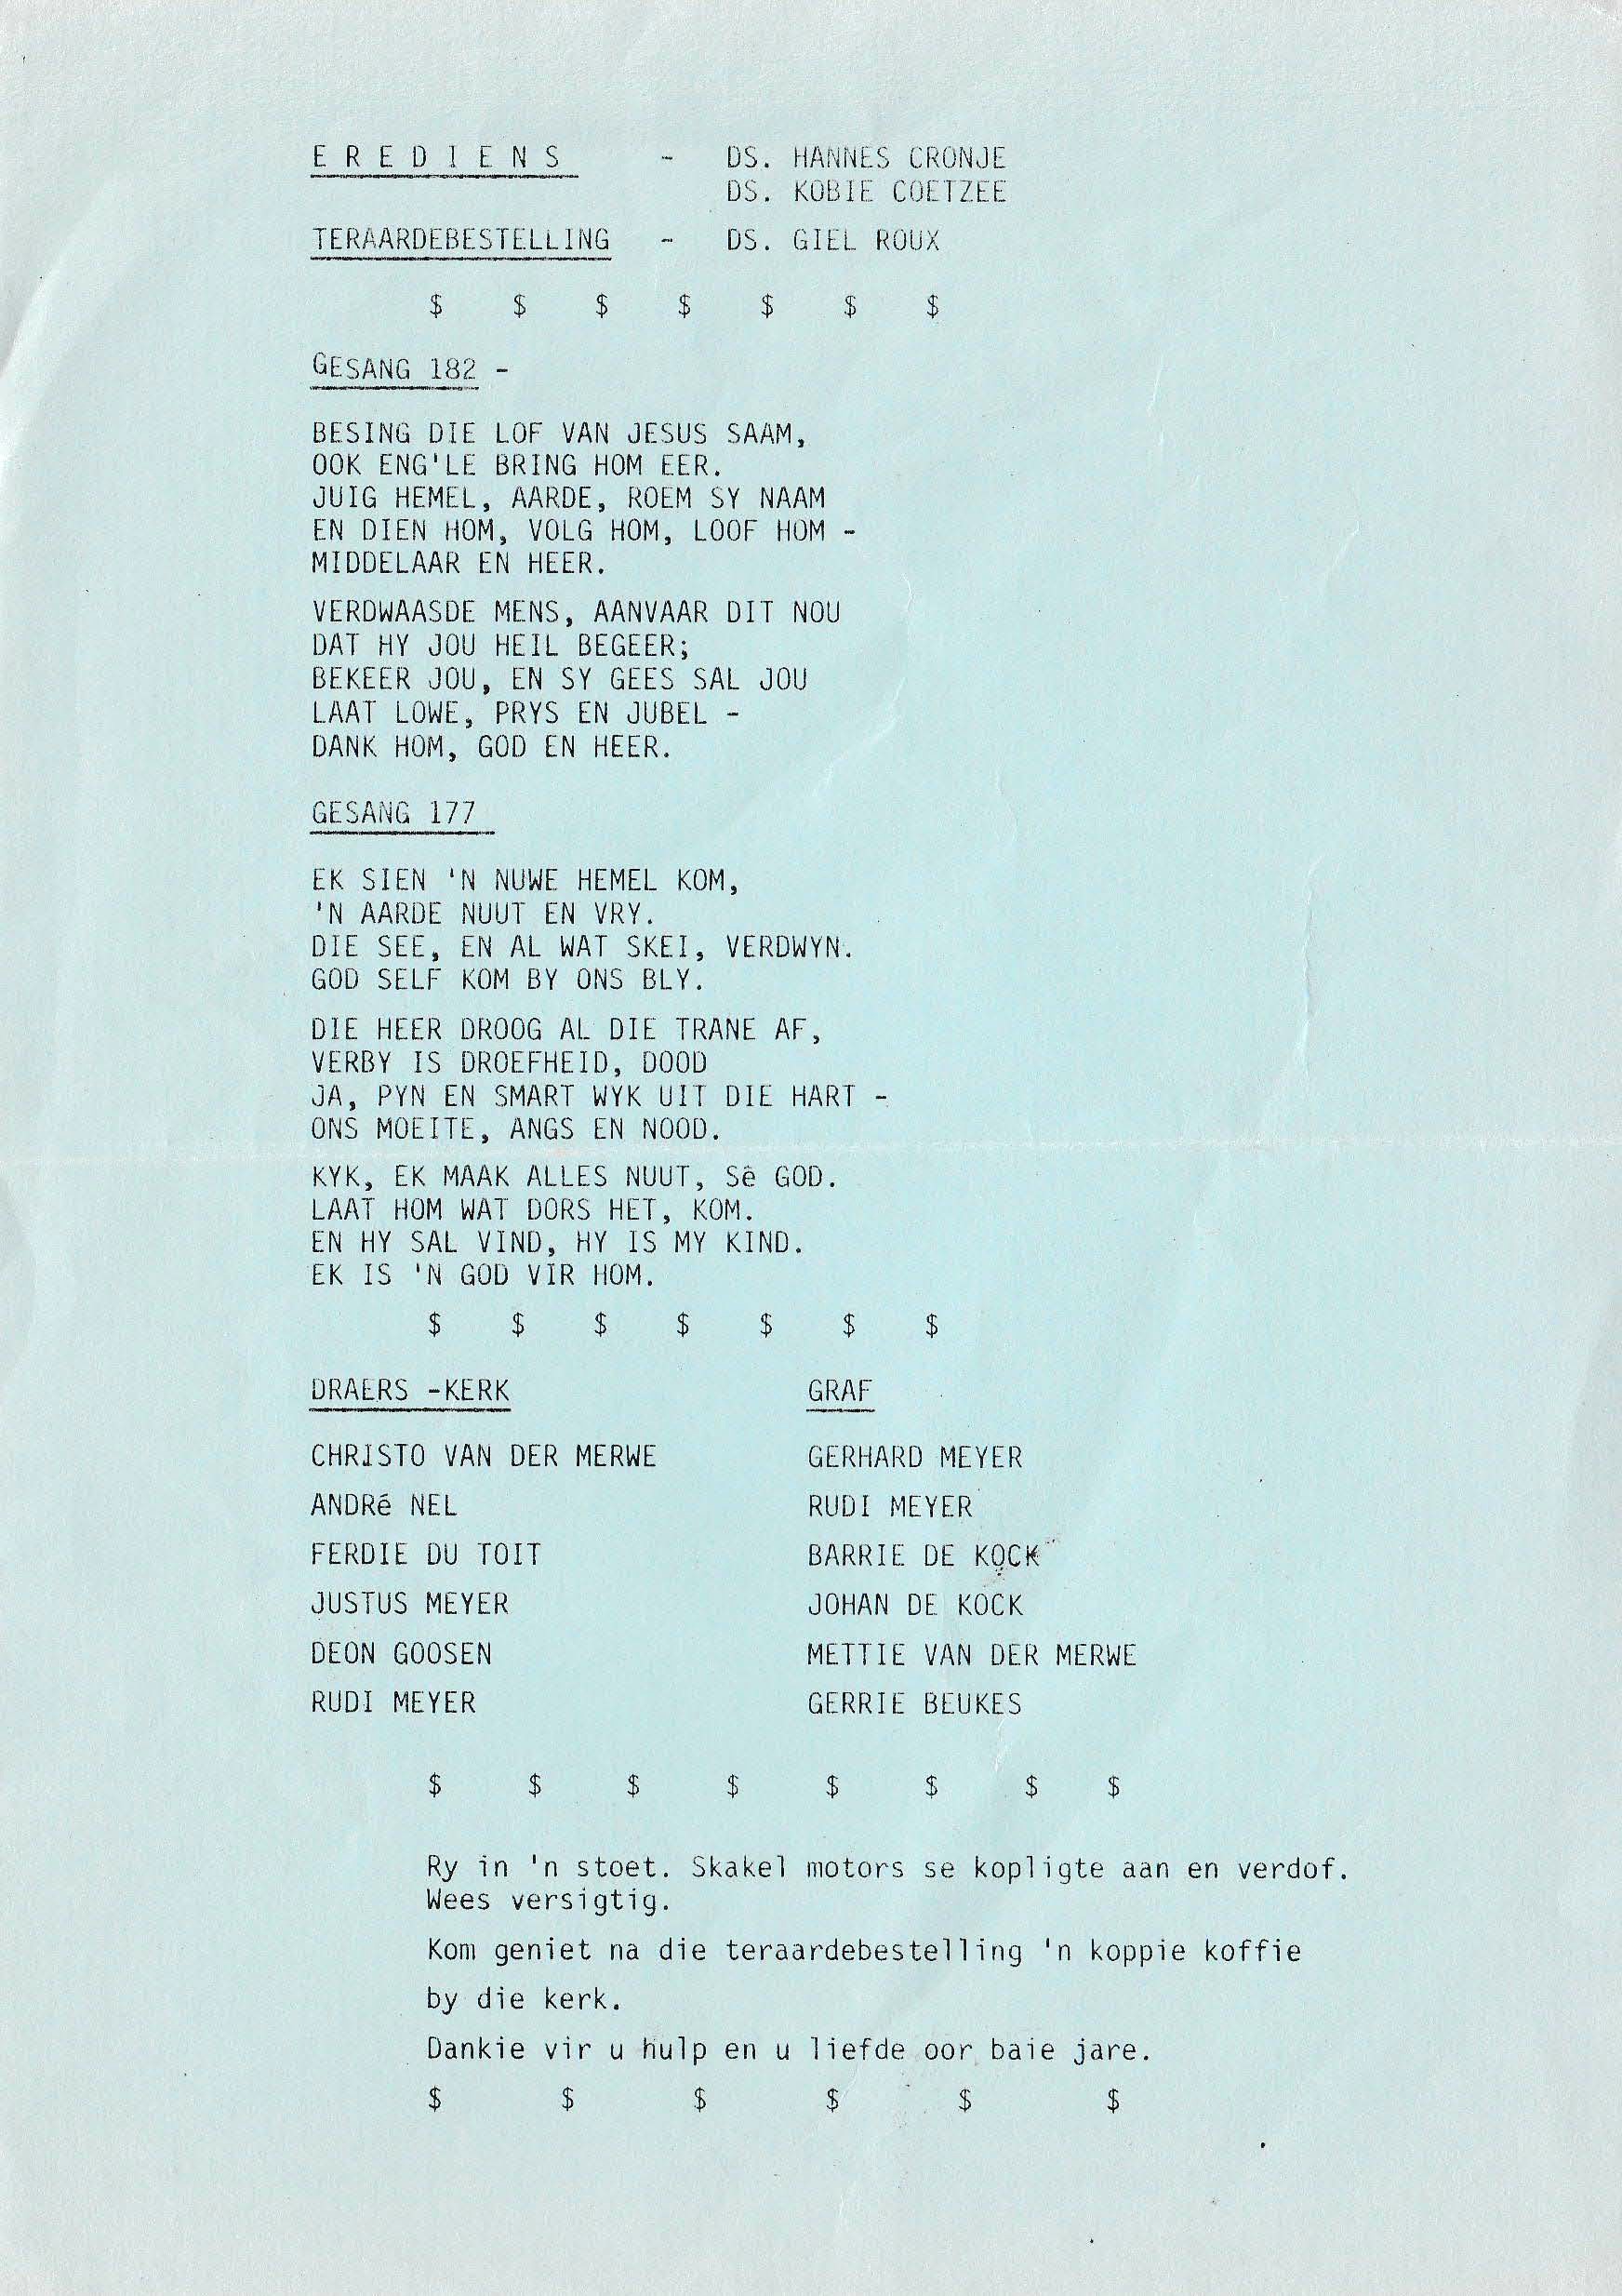 E R E D I E N S - DS. HANNES CRONJE
DS. KOBIE COETZEE
TERAARDEBESTELLING - DS. GIEL ROUX
$ $ $ $ $ $ $
GESANG 182 -
BESING DIE LOF VAN JESUS SAAM,
OOK ENG'LE BRING HOM EER.
JUIG HEMEL, AARDE, ROEM SY NAAM
EN DIEN HOM, VOLG HOM, LOOF HOM -
MIDDELAAR EN HEER.
VERDWAASDE MENS, AANVAAR DIT NOU
DAT HY JOU HEIL BEGEER;
BEKEER JOU, EN SY GEES SAL JOU
LAAT LOWE, PRYS EN JUBEL -
DANK HOM, GOD EN HEER.
GESANG 177
EK SIEN 'N NUWE HEMEL KOM,
'N AARDE NUUT EN VRY.
DIE SEE, EN AL WAT SKEI, VERDWYN.
GOD SELF KOM BY ONS BLY.
DIE HEER DROOG AL DIE TRANE AF,
VERBY IS DROEFHEID, DOOD
JA, PYN EN SMART WYK UIT DIE HART -
ONS MOEITE, ANGS EN NOOD.
KYK, EK MAAK ALLES NUUT, Sê GOD.
LAAT HOM WAT DORS HET, KOM.
EN HY SAL VIND, HY IS MY KIND.
EK IS 'N GOD VIR HOM.
$ $ $ $ $ $ $
DRAERS -KERK GRAF
CHRISTO VAN DER MERWE GERHARD MEYER
ANDRé NEL RUDI MEYER
FERDIE DU TOIT BARRIE DE KOCK
JUSTUS MEYER JOHAN DE KOCK
DEON GOOSEN METTIE VAN DER MERWE
RUDI MEYER GERRIE BEUKES
$ $ $ $ $ $ $ $
Ry in 'n stoet. Skakel motors se kopligte aan en verdof.
Wees versigtig.
Kom geniet na die teraardebestelling 'n koppie koffie
by die kerk.
Dankie vir u hulp en u liefde oor baie jare.
$ $ $ $ $ $